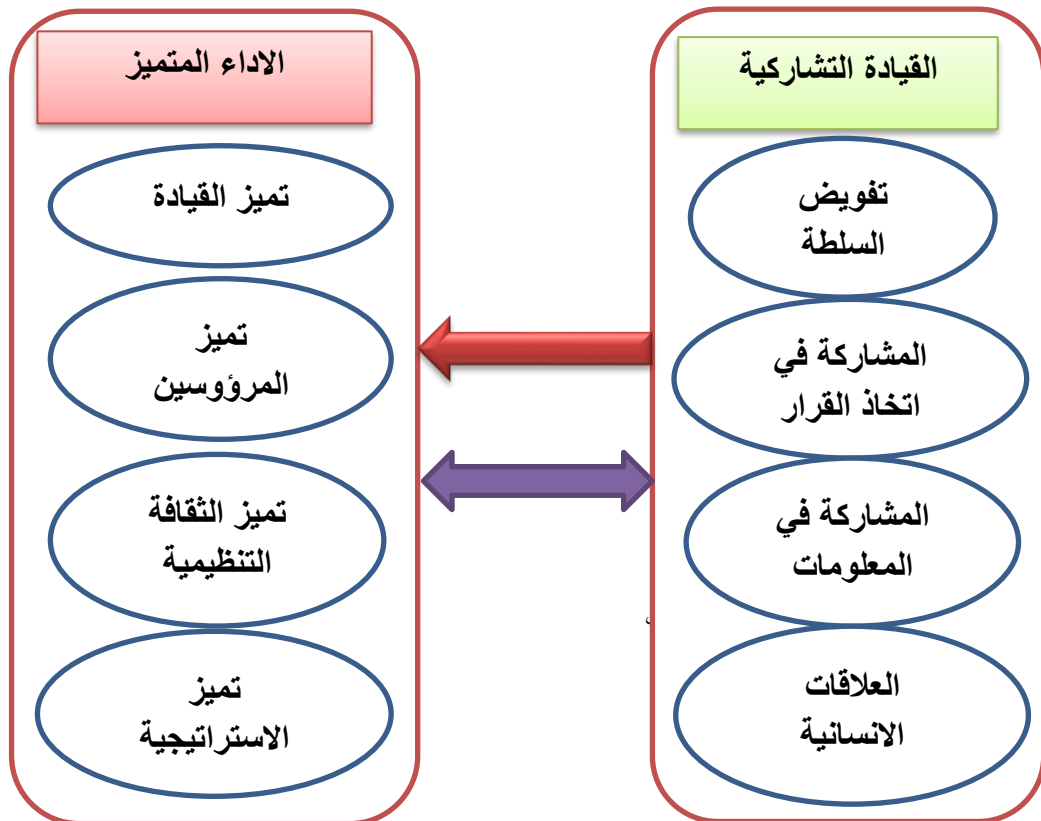 القيادة التشاركية
تفويض
السلطة
المشاركة في
اتخاذ القرار
المشاركة في
المعلومات
العلاقات
الانسانية
الاداء المتميز
تميز القيادة
تميز
المرؤوسين
تميز الثقافة
التنظيمية
تميز
الاستراتيجية